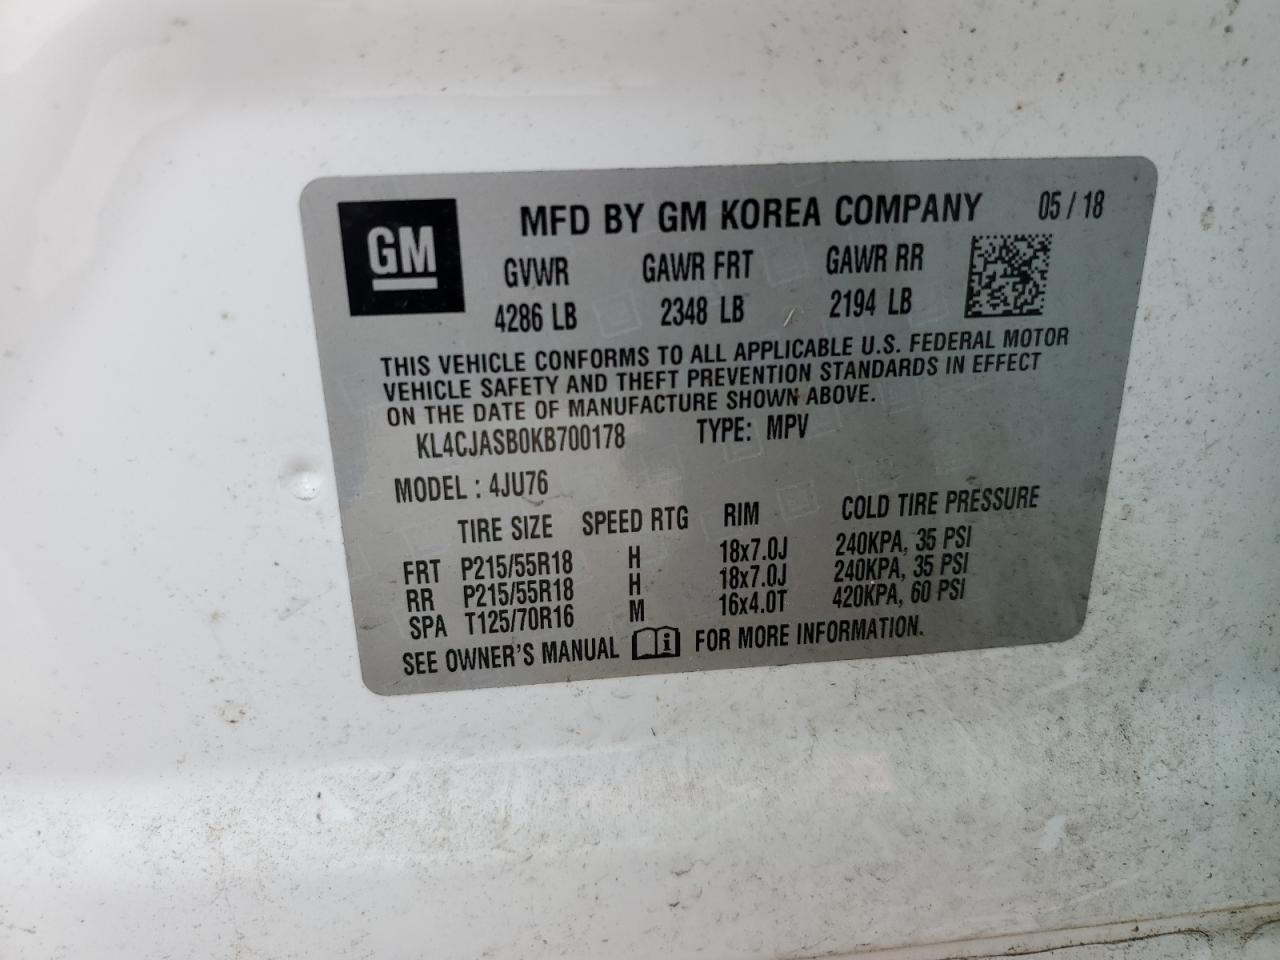 GM
MFD BY GM KOREA COMPANY 05 / 18
GVWR GAWR FRT GAWR RR
4286 LB 2348 LB 2194 LB
THIS VEHICLE CONFORMS TO ALL APPLICABLE U.S. FEDERAL MOTOR
VEHICLE SAFETY AND THEFT PREVENTION STANDARDS IN EFFECT
ON THE DATE OF MANUFACTURE SHOWN ABOVE.
KL4CJASB0KB700178 TYPE: MPV
MODEL : 4JU76
TIRE SIZE SPEED RTG RIM COLD TIRE PRESSURE
FRT P215/55R18 H 18x7.0J 240KPA, 35 PSI
RR P215/55R18 H 18x7.0J 240KPA, 35 PSI
SPA T125/70R16 M 16x4.0T 420KPA, 60 PSI
SEE OWNER'S MANUAL i FOR MORE INFORMATION.